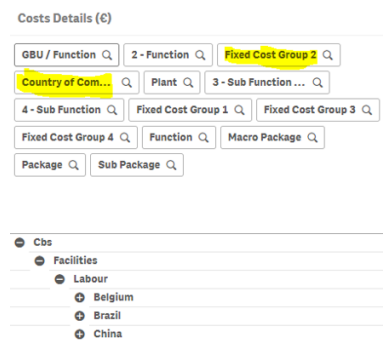 Costs Details (€)
GBU / Function 2 - Function Fixed Cost Group 2
Country of Com... Plant 3 - Sub Function ...
4 - Sub Function Fixed Cost Group 1 Fixed Cost Group 3
Fixed Cost Group 4 Function Macro Package
Package Sub Package
Cbs
Facilities
Labour
Belgium
Brazil
China